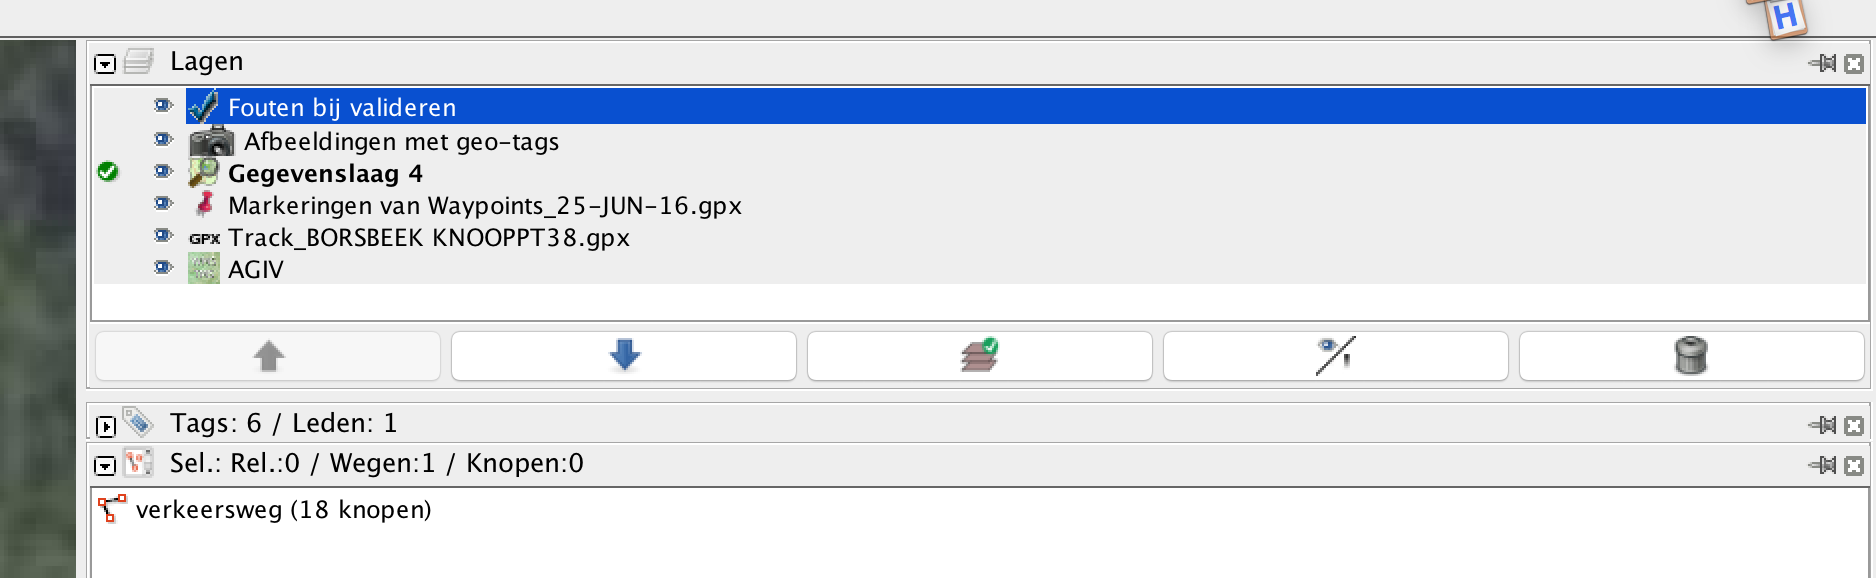 H
Lagen
Fouten bij valideren
Afbeeldingen met geo-tags
Gegevenslaag 4
Markeringen van Waypoints_25-JUN-16.gpx
GPX Track_BORSBEEK KNOOPPT38.gpx
AGIV
Tags: 6 / Leden: 1
Sel.: Rel.:0 / Wegen:1 / Knopen:0
verkeersweg (18 knopen)